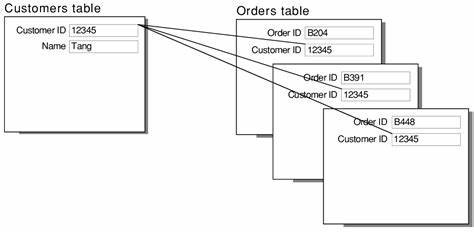 Customers table
Customer ID 12345
Name Tang
Orders table
Order ID B204
Customer ID 12345
Order ID B391
Customer ID 12345
Order ID B448
Customer ID 12345